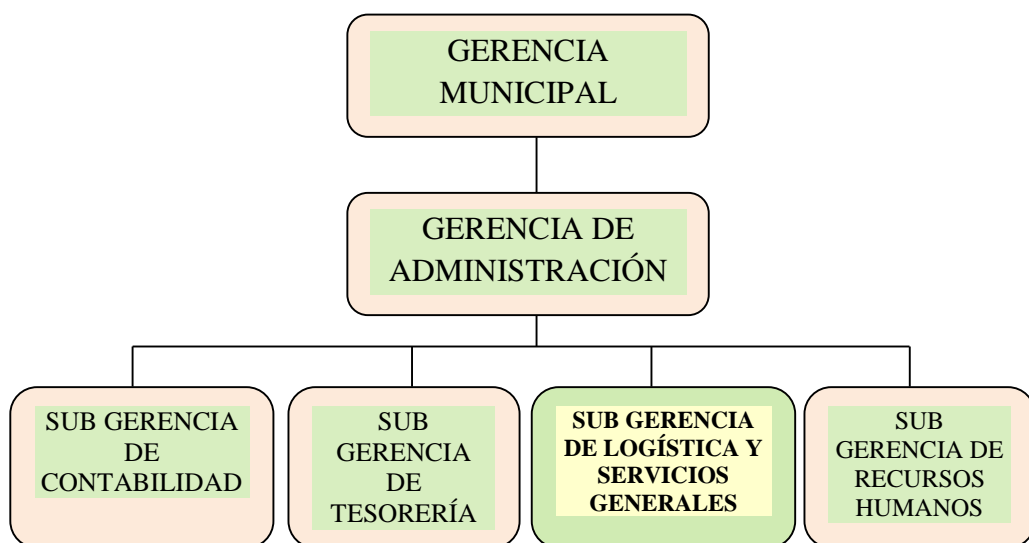 GERENCIA
MUNICIPAL
GERENCIA DE
ADMINISTRACIÓN
SUB GERENCIA
DE
CONTABILIDAD
SUB
GERENCIA
DE
TESORERÍA
SUB GERENCIA
DE LOGÍSTICA Y
SERVICIOS
GENERALES
SUB
GERENCIA DE
RECURSOS
HUMANOS